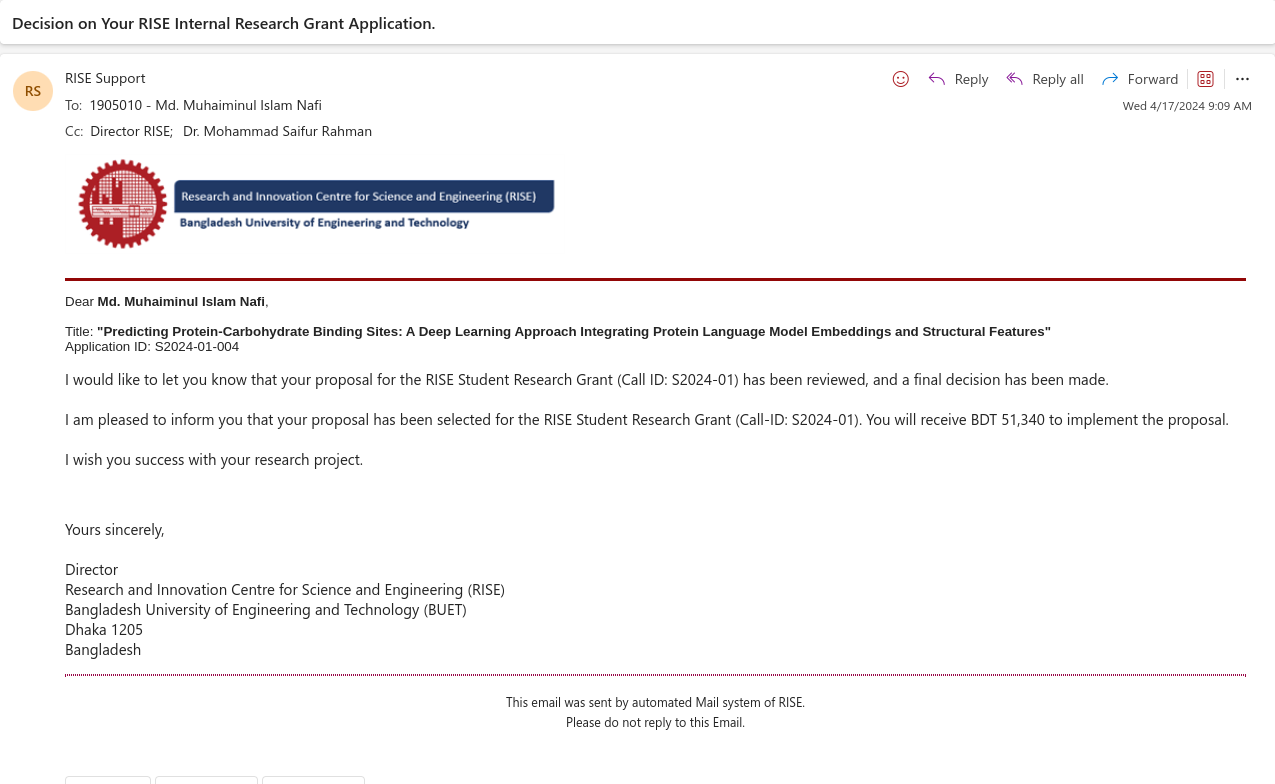 Decision on Your RISE Internal Research Grant Application.
RS
RISE Support
Reply
Reply all
Forward
To: 1905010 - Md. Muhaiminul Islam Nafi
Wed 4/17/2024 9:09 AM
Cc: Director RISE; Dr. Mohammad Saifur Rahman
Research and Innovation Centre for Science and Engineering (RISE)
Bangladesh University of Engineering and Technology
Dear Md. Muhaiminul Islam Nafi,
Title: "Predicting Protein-Carbohydrate Binding Sites: A Deep Learning Approach Integrating Protein Language Model Embeddings and Structural Features"
Application ID: S2024-01-004
I would like to let you know that your proposal for the RISE Student Research Grant (Call ID: S2024-01) has been reviewed, and a final decision has been made.
I am pleased to inform you that your proposal has been selected for the RISE Student Research Grant (Call-ID: S2024-01). You will receive BDT 51,340 to implement the proposal.
I wish you success with your research project.
Yours sincerely,
Director
Research and Innovation Centre for Science and Engineering (RISE)
Bangladesh University of Engineering and Technology (BUET)
Dhaka 1205
Bangladesh
This email was sent by automated Mail system of RISE.
Please do not reply to this Email.